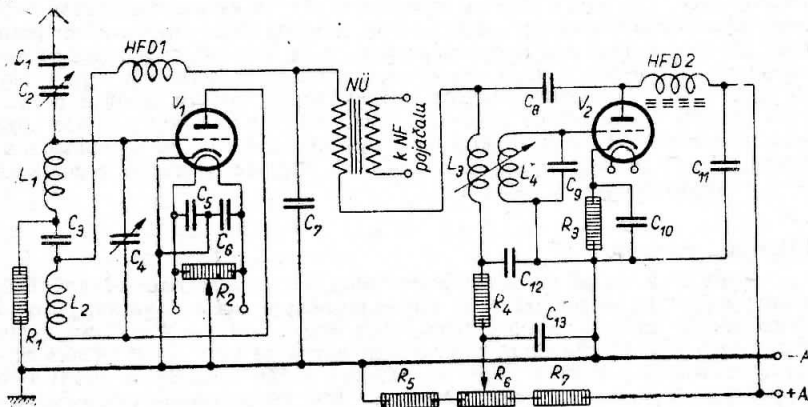 C1
C2
HFD1
V1
NÜ
k NF
pojačalu
C8
V2
HFD2
L1
C3
L2
R1
C4
C5
C6
R2
C7
L3
L4
C9
R3
C10
C11
C12
R4
C13
R5
R6
R7
-A
+A